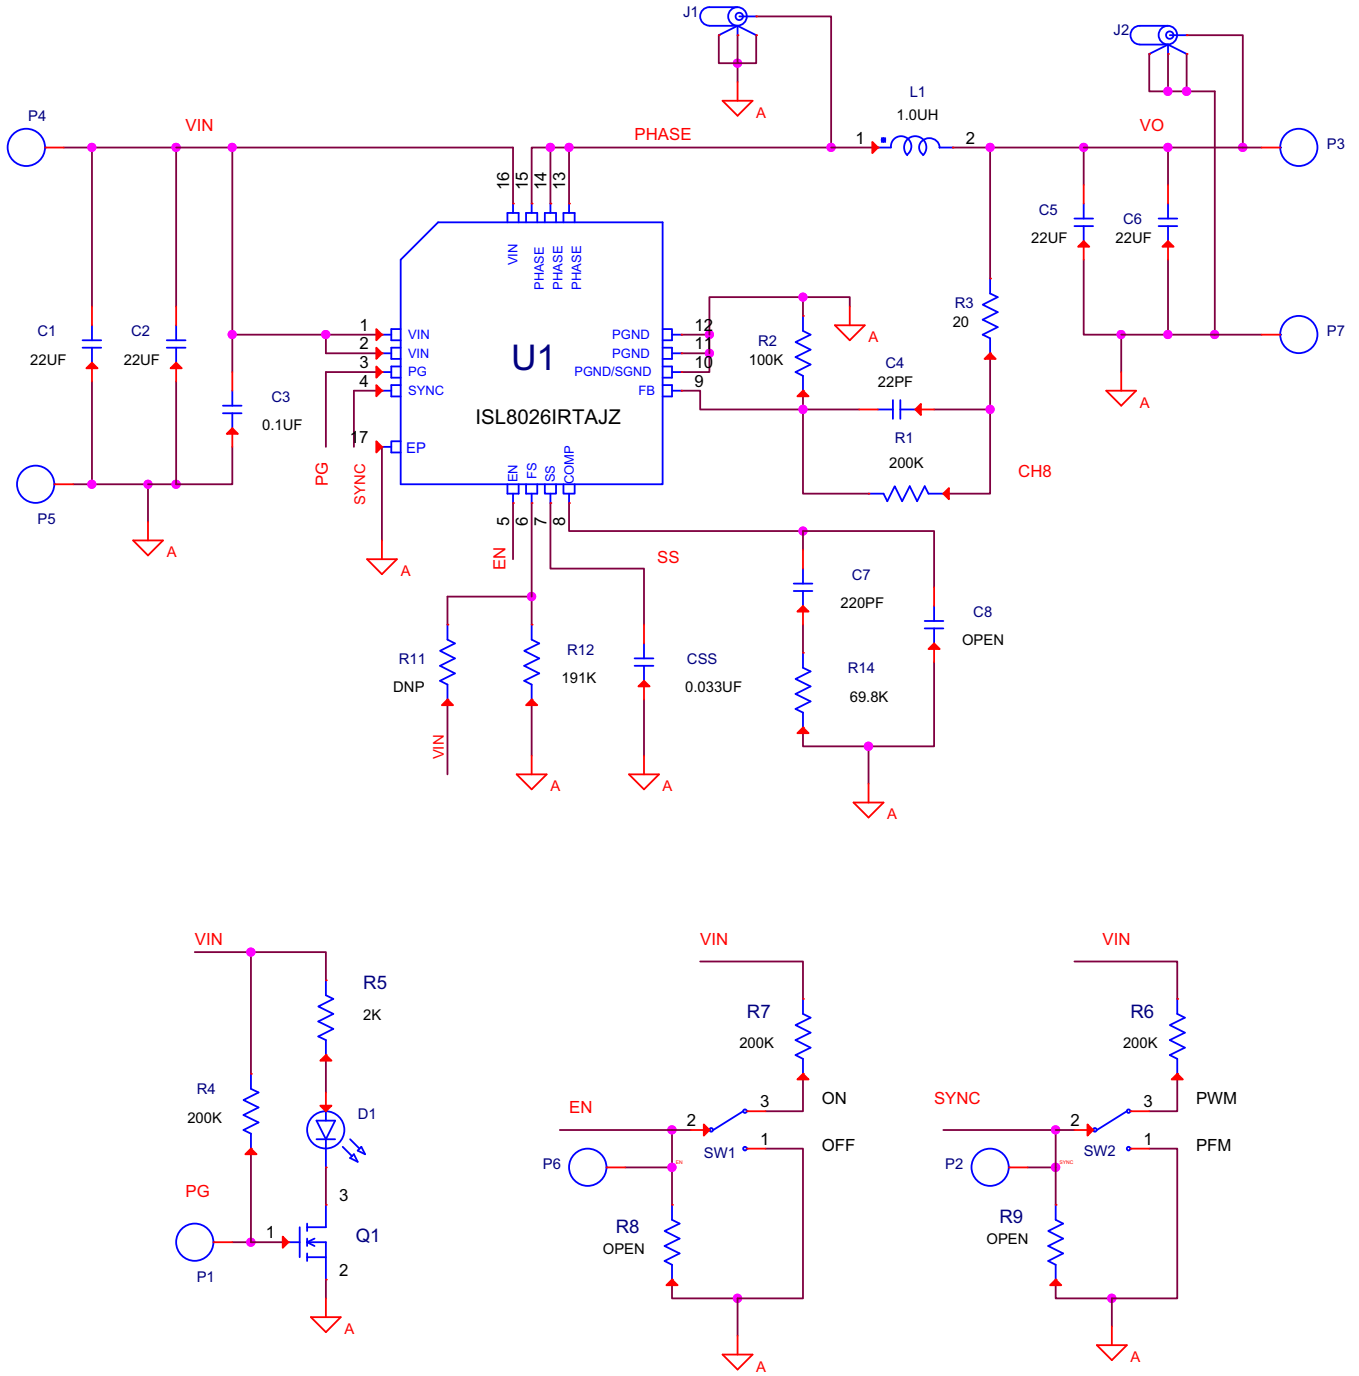 J1
A
J2
P4
VIN
PHASE
L1
1.0UH
1
2
VO
P3
16
15
14
13
VIN
PHASE
PHASE
PHASE
C1
22UF
C2
22UF
C3
0.1UF
1
2
3
4
17
VIN
VIN
PG
SYNC
EP
U1
ISL8026IRTAJZ
PGND
PGND
PGND/SGND
FB
12
11
10
9
EN
FS
SS
COMP
5
6
7
8
R2
100K
A
C4
22PF
R1
200K
R3
20
CH8
C5
22UF
C6
22UF
P7
A
P5
A
PG
SYNC
A
EN
SS
R11
DNP
VIN
R12
191K
A
CSS
0.033UF
A
C7
220PF
R14
69.8K
C8
OPEN
A
VIN
R5
2K
R4
200K
D1
PG
P1
1
3
Q1
2
A
VIN
R7
200K
EN
2
3
ON
SW1
1
OFF
P6
EN
R8
OPEN
A
VIN
R6
200K
SYNC
2
3
PWM
SW2
1
PFM
P2
SYNC
R9
OPEN
A